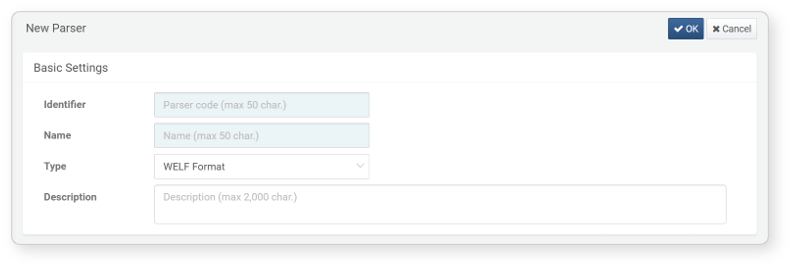 New Parser
OK
Cancel
Basic Settings
Identifier
Parser code (max 50 char.)
Name
Name (max 50 char.)
Type
WELF Format
Description
Description (max 2,000 char.)